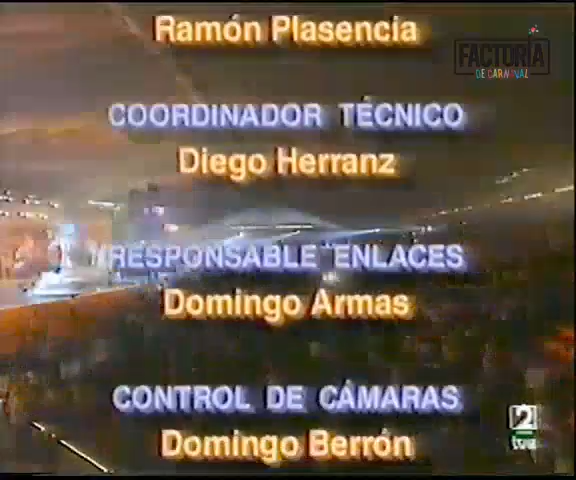 Ramón Plasencia
FACTORÍA
DE CARNAVAL
COORDINADOR TÉCNICO
Diego Herranz
RESPONSABLE ENLACES
Domingo Armas
CONTROL DE CÁMARAS
Domingo Berrón
2
tve